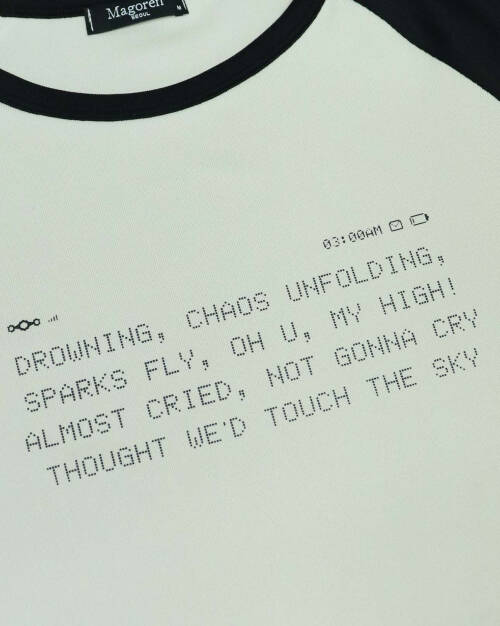 Magoren
SEOUL
M
03:00AM
DROWNING, CHAOS UNFOLDING,
SPARKS FLY, OH U, MY HIGH!
ALMOST CRIED, NOT GONNA CRY
THOUGHT WE'D TOUCH THE SKY